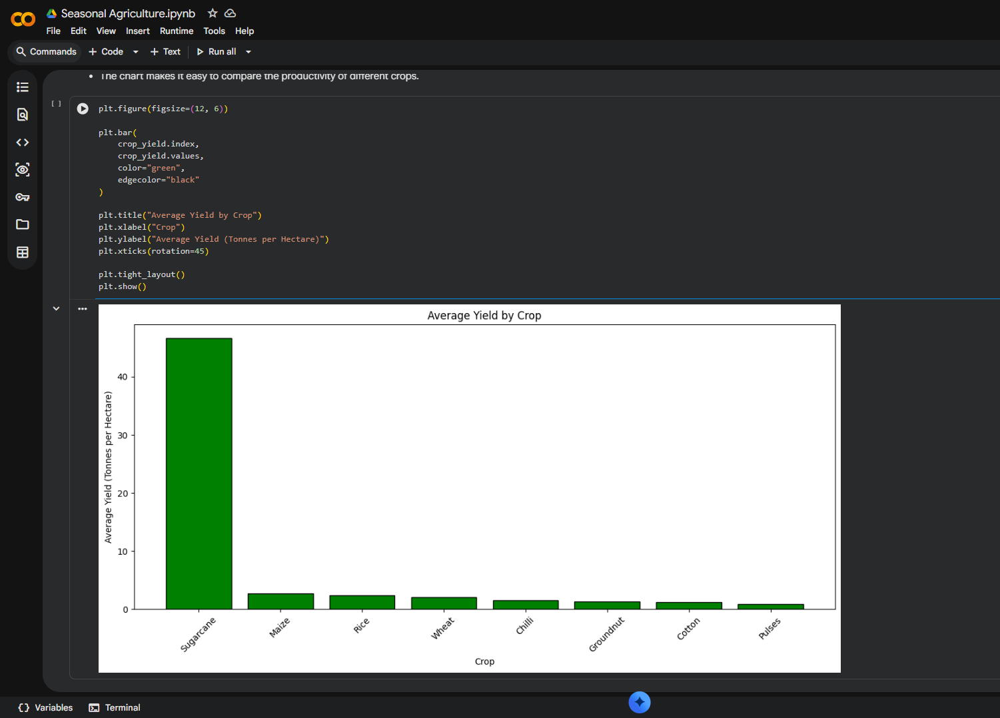 Seasonal Agriculture.ipynb
File Edit View Insert Runtime Tools Help
Commands + Code + Text Run all
The chart makes it easy to compare the productivity of different crops.
[ ]
plt.figure(figsize=(12, 6))
plt.bar(
crop_yield.index,
crop_yield.values,
color="green",
edgecolor="black"
)
plt.title("Average Yield by Crop")
plt.xlabel("Crop")
plt.ylabel("Average Yield (Tonnes per Hectare)")
plt.xticks(rotation=45)
plt.tight_layout()
plt.show()
Average Yield by Crop
Average Yield (Tonnes per Hectare)
40
30
20
10
0
Sugarcane Maize Rice Wheat Chilli Groundnut Cotton Pulses
Crop
{} Variables Terminal